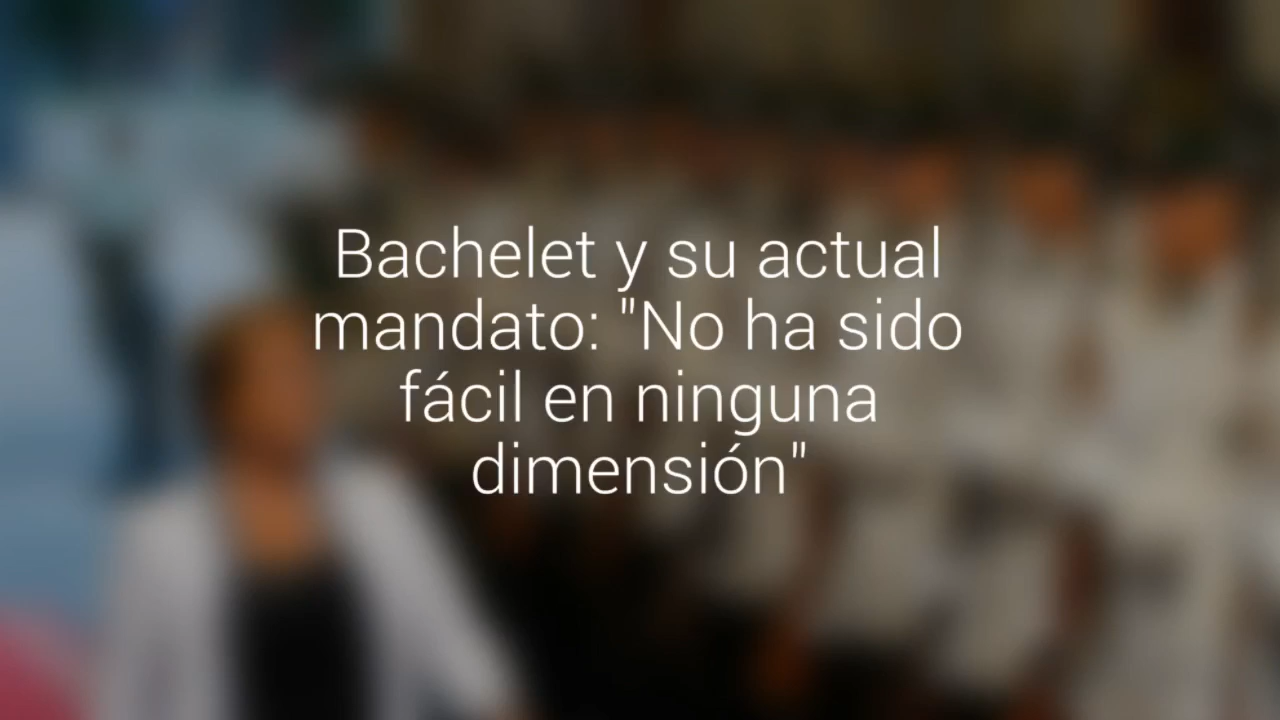 Bachelet y su actual
mandato: "No ha sido
fácil en ninguna
dimensión"